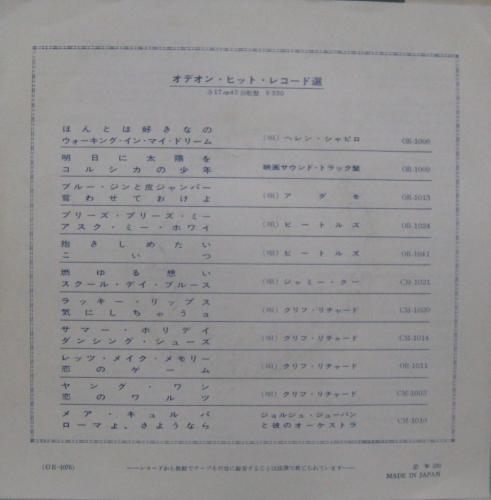 オデオン・ヒット・レコード選
各17cm45回転盤 ¥330
ほんとは好きなの
ウォーキング・イン・マイ・ドリーム (唄) ヘレン・シャピロ OR-1006
明日に太陽を
コルシカの少年 映画サウンド・トラック盤 OR-1009
ブルー・ジンと皮ジャンパー
言わせておけよ (唄) アダモ OR-1013
プリーズ・プリーズ・ミー
アスク・ミー・ホワイ (唄) ビートルズ OR-1024
抱きしめたい
こいつ (唄) ビートルズ OR-1041
燃ゆる想い
スクール・デイ・ブルース (唄) ジャミー・クー CM-1021
ラッキー・リップス
気にしちゃうョ (唄) クリフ・リチャード CM-1020
サマー・ホリデイ
ダンシング・シューズ (唄) クリフ・リチャード CM-1014
レッツ・メイク・メモリー
恋のゲーム (唄) クリフ・リチャード OR-1011
ヤング・ワン
恋のワルツ (唄) クリフ・リチャード CM-1003
メア・キュルパ ジョルジュ・ジューバン
ローマよ、さようなら と彼のオーケストラ CM-1010
(OR-1076) MADE IN JAPAN